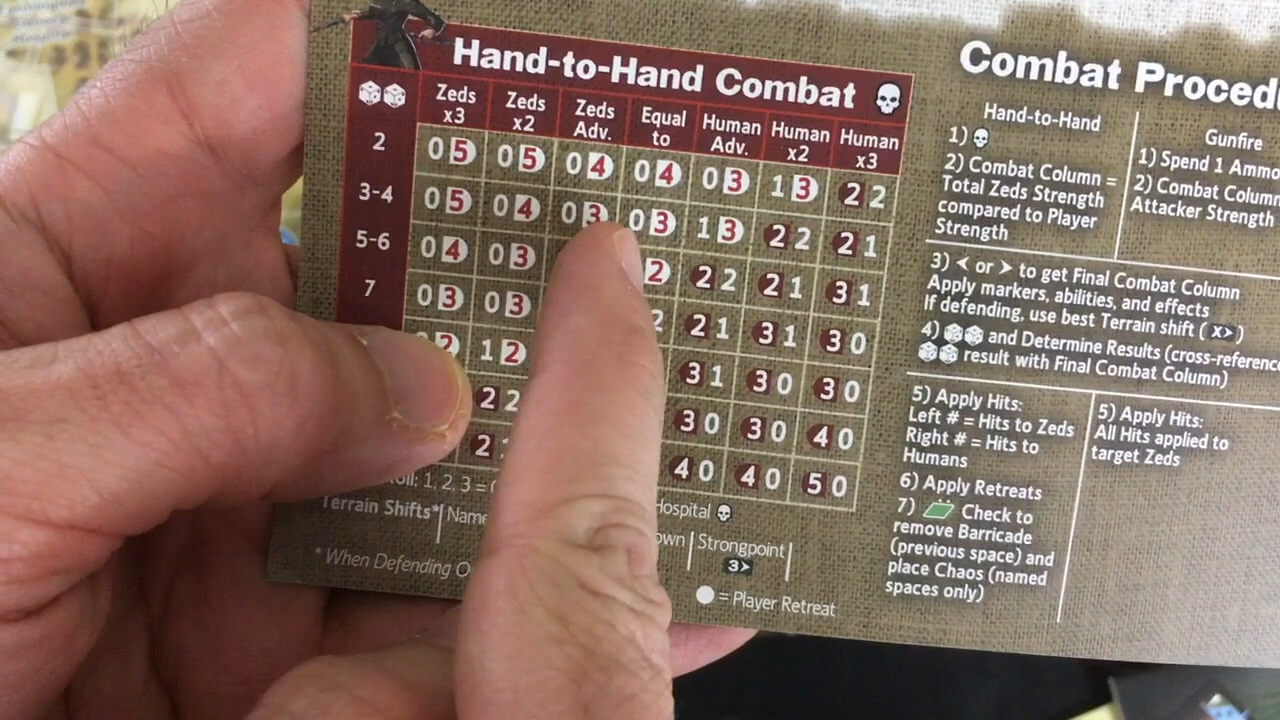 Hand-to-Hand Combat
Zeds x3 Zeds x2 Zeds Adv. Equal to Human Adv. Human x2 Human x3
2 0 5 0 5 0 4 0 4 0 3 1 3 2 2
3-4 0 5 0 4 0 3 0 3 1 3 2 2 2 1
5-6 0 4 0 3 2 2 2 2 1 3 1
7 0 3 0 3 2 1 3 1 3 0
2 1 2 3 1 3 0 3 0
2 2 3 0 3 0 4 0
2 4 0 4 0 5 0
1, 2, 3 =
Hospital
Terrain Shifts*
Strongpoint
3>
* When Defending
= Player Retreat
Combat
Hand-to-Hand
1)
2) Combat Column =
Total Zeds Strength
compared to Player
Strength
Gunfire
1) Spend 1 Ammo
2) Combat
Attacker Strength
3) < or > to get Final Combat Column
Apply markers, abilities, and effects
If defending, use best Terrain shift ( X> )
4) and Determine Results (cross-reference
result with Final Combat Column)
5) Apply Hits:
Left # = Hits to Zeds
Right # = Hits to
Humans
6) Apply Retreats
7) Check to
remove Barricade
(previous space) and
place Chaos (named
spaces only)
5) Apply Hits:
All Hits applied to
target Zeds